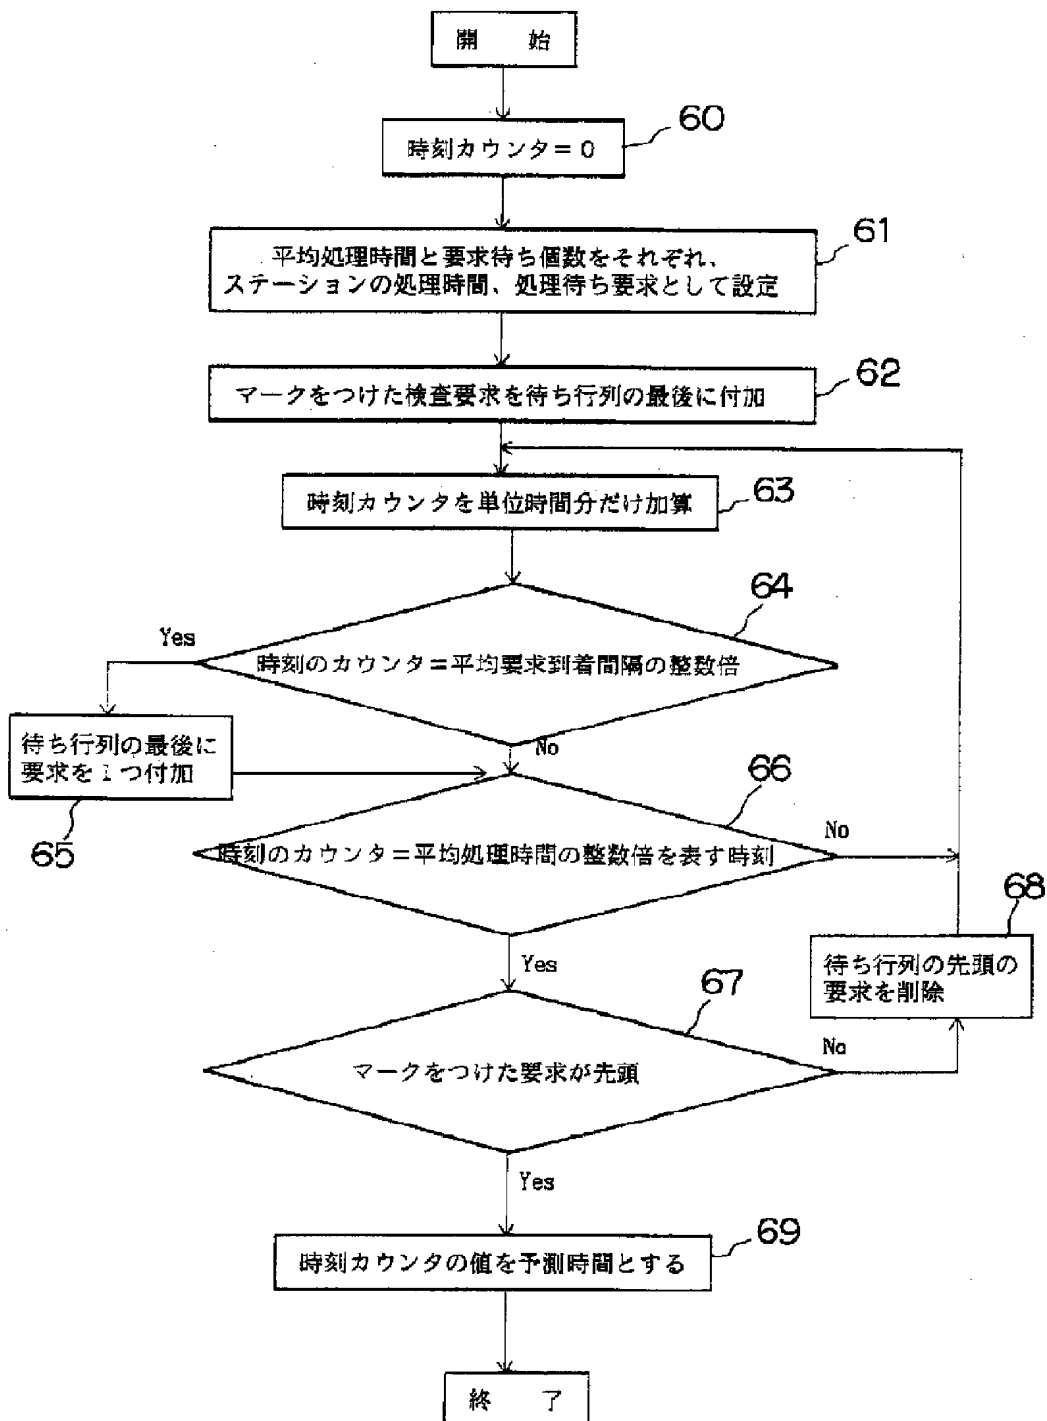 開　始
60
時刻カウンタ＝0
61
平均処理時間と要求待ち個数をそれぞれ、
ステーションの処理時間、処理待ち要求として設定
62
マークをつけた検査要求を待ち行列の最後に付加
63
時刻カウンタを単位時間分だけ加算
64
Yes
時刻のカウンタ＝平均要求到着間隔の整数倍
No
待ち行列の最後に
要求を1つ付加
65
66
No
時刻のカウンタ＝平均処理時間の整数倍を表す時刻
68
Yes
待ち行列の先頭の
要求を削除
67
No
マークをつけた要求が先頭
Yes
69
時刻カウンタの値を予測時間とする
終　了